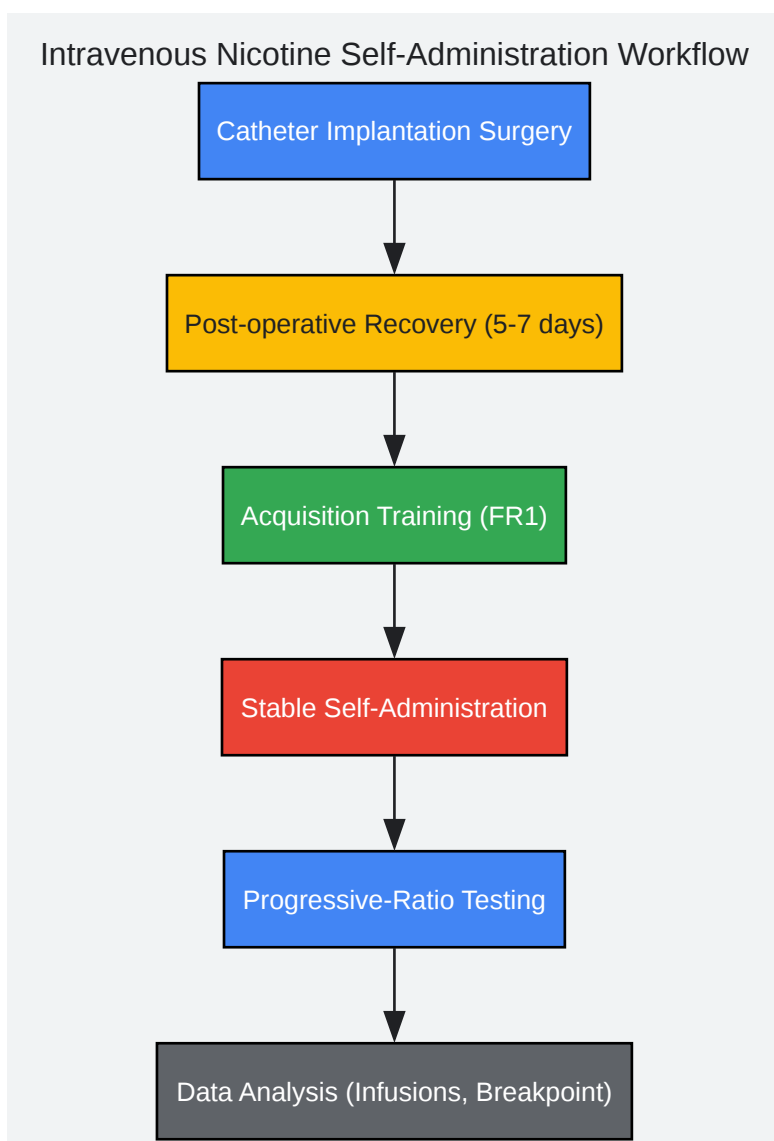 Intravenous Nicotine Self-Administration Workflow
Catheter Implantation Surgery
Post-operative Recovery (5-7 days)
Acquisition Training (FR1)
Stable Self-Administration
Progressive-Ratio Testing
Data Analysis (Infusions, Breakpoint)